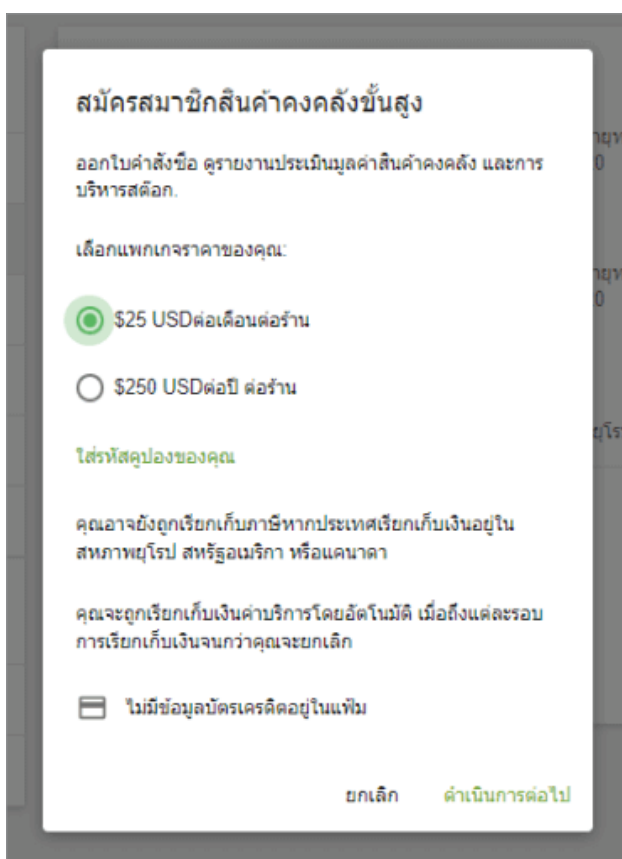 สมัครสมาชิกสินค้าคงคลังขั้นสูง
ออกใบคำสั่งซื้อ ดูรายงานประเมินมูลค่าสินค้าคงคลัง และการ
บริหารสต๊อก.
เลือกแพกเกจราคาของคุณ:
$25 USDต่อเดือนต่อร้าน
$250 USDต่อปี ต่อร้าน
ใส่รหัสคูปองของคุณ
คุณอาจยังถูกเรียกเก็บภาษีหากประเทศเรียกเก็บเงินอยู่ใน
สหภาพยุโรป สหรัฐอเมริกา หรือแคนาดา
คุณจะถูกเรียกเก็บเงินค่าบริการโดยอัตโนมัติ เมื่อถึงแต่ละรอบ
การเรียกเก็บเงินจนกว่าคุณจะยกเลิก
ไม่มีข้อมูลบัตรเครดิตอยู่ในแฟ้ม
ยกเลิก ดำเนินการต่อไป